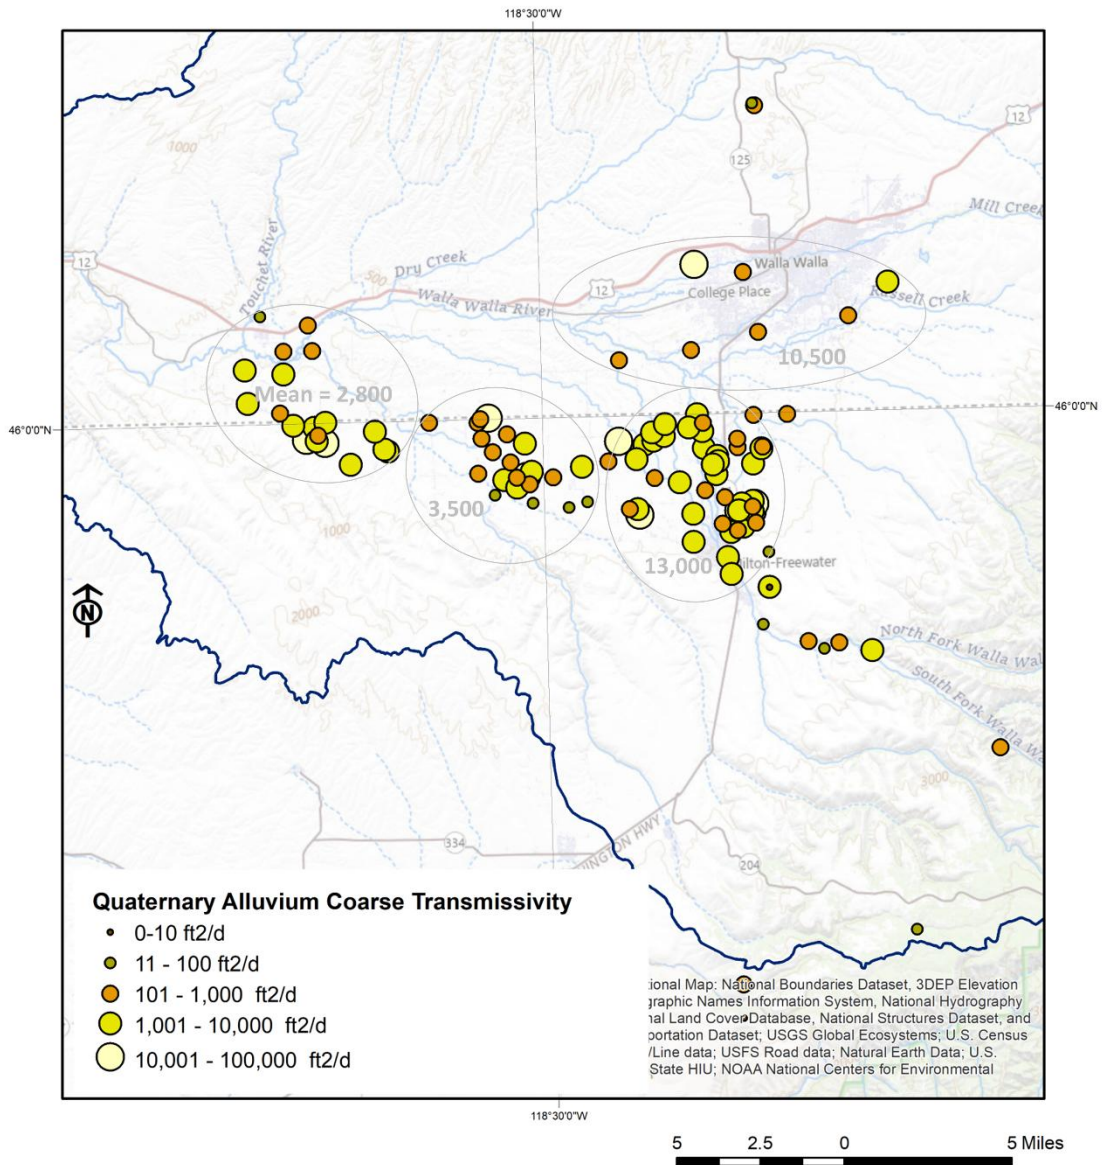 118°30'0"W
12
125
1000
Mill Creek
Touchet River
Dry Creek
500
12
Walla Walla
12
College Place
Walla Walla River
Russell Creek
10,500
Mean = 2,800
46°0'0"N
46°0'0"N
3,500
1000
13,000
ilton-Freewater
2000
N
North Fork Walla Wal
South Fork Walla Wa
3000
334
INGTON HWY
204
Quaternary Alluvium Coarse Transmissivity
0-10 ft2/d
11 - 100 ft2/d
101 - 1,000 ft2/d
1,001 - 10,000 ft2/d
10,001 - 100,000 ft2/d
tional Map: National Boundaries Dataset, 3DEP Elevation
graphic Names Information System, National Hydrography
nal Land Cover Database, National Structures Dataset, and
portation Dataset; USGS Global Ecosystems; U.S. Census
/Line data; USFS Road data; Natural Earth Data; U.S.
State HIU; NOAA National Centers for Environmental
118°30'0"W
5 2.5 0 5 Miles